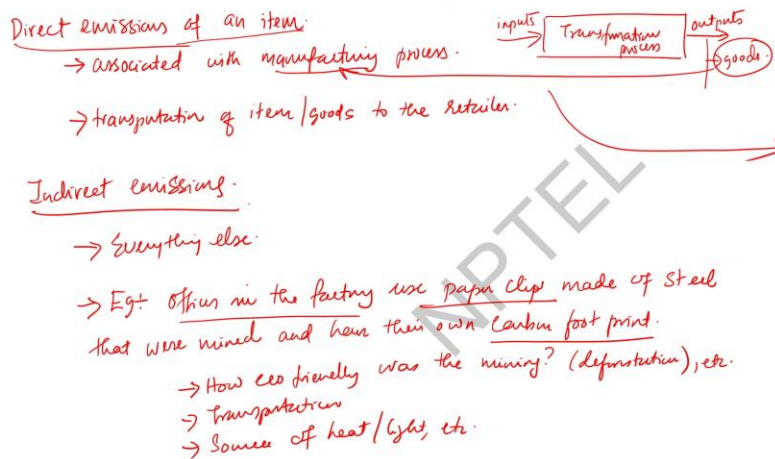 Direct emissions of an item.
inputs Transformation process outputs
→ goods
→ associated with manufacturing process.
→ transportation of item/goods to the retailer.
Indirect emissions.
→ Everything else.
→ Eg: offices in the factory use paper clips made of steel
that were mined and have their own carbon foot print.
→ How eco friendly was the mining? (deforestation), etc.
→ Transportation
→ Source of heat/light, etc.
NPTEL